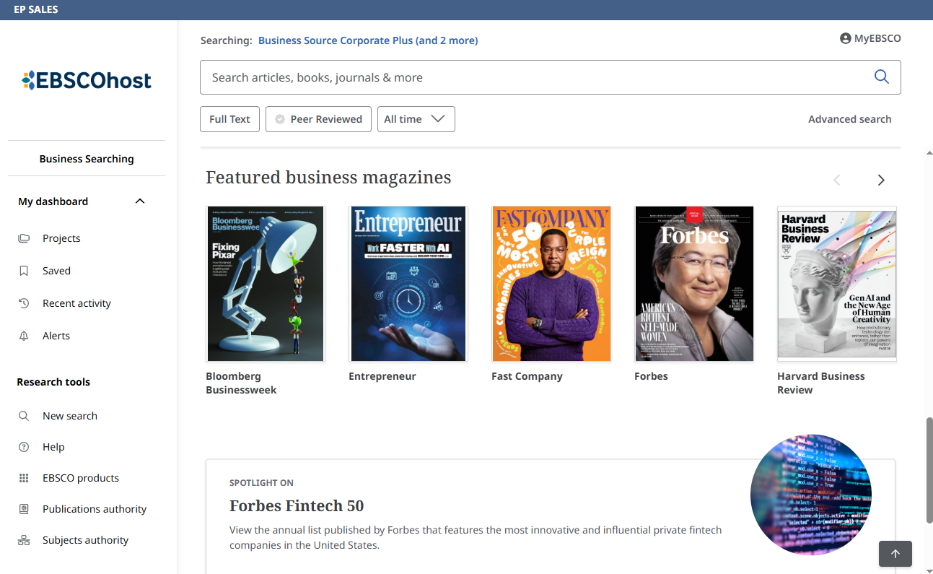 EP SALES
EBSCOhost
Business Searching
My dashboard
Projects
Saved
Recent activity
Alerts
Research tools
New search
Help
EBSCO products
Publications authority
Subjects authority
Searching: Business Source Corporate Plus (and 2 more)
MyEBSCO
Search articles, books, journals & more
Full Text
Peer Reviewed
All time
Advanced search
Featured business magazines
Bloomberg
Businessweek
Fixing
Pixar
Entrepreneur
Work FASTER With AI
FAST COMPANY
Forbes
AMERICA'S
RICHEST
SELF-MADE
WOMEN
Harvard
Business
Review
Gen AI and
the New Age
of Human
Creativity
Bloomberg
Businessweek
Entrepreneur
Fast Company
Forbes
Harvard Business
Review
SPOTLIGHT ON
Forbes Fintech 50
View the annual list published by Forbes that features the most innovative and influential private fintech
companies in the United States.